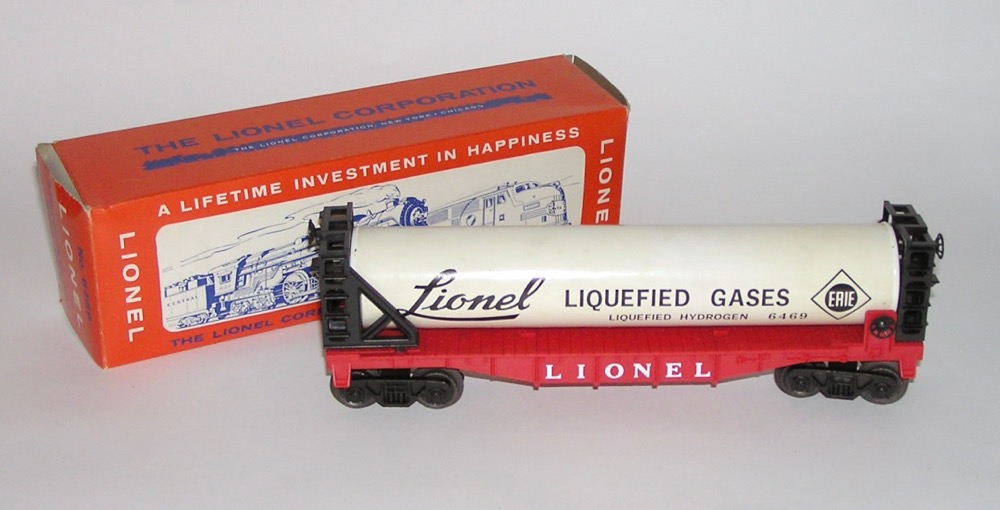 THE LIONEL CORPORATION
THE LIONEL CORPORATION, NEW YORK / CHICAGO
A LIFETIME INVESTMENT IN HAPPINESS
LIONEL
LIONEL
LIONEL
CENTRAL
THE LIONEL COR
Lionel LIQUEFIED GASES
LIQUEFIED HYDROGEN 6469
ERIE
LIONEL